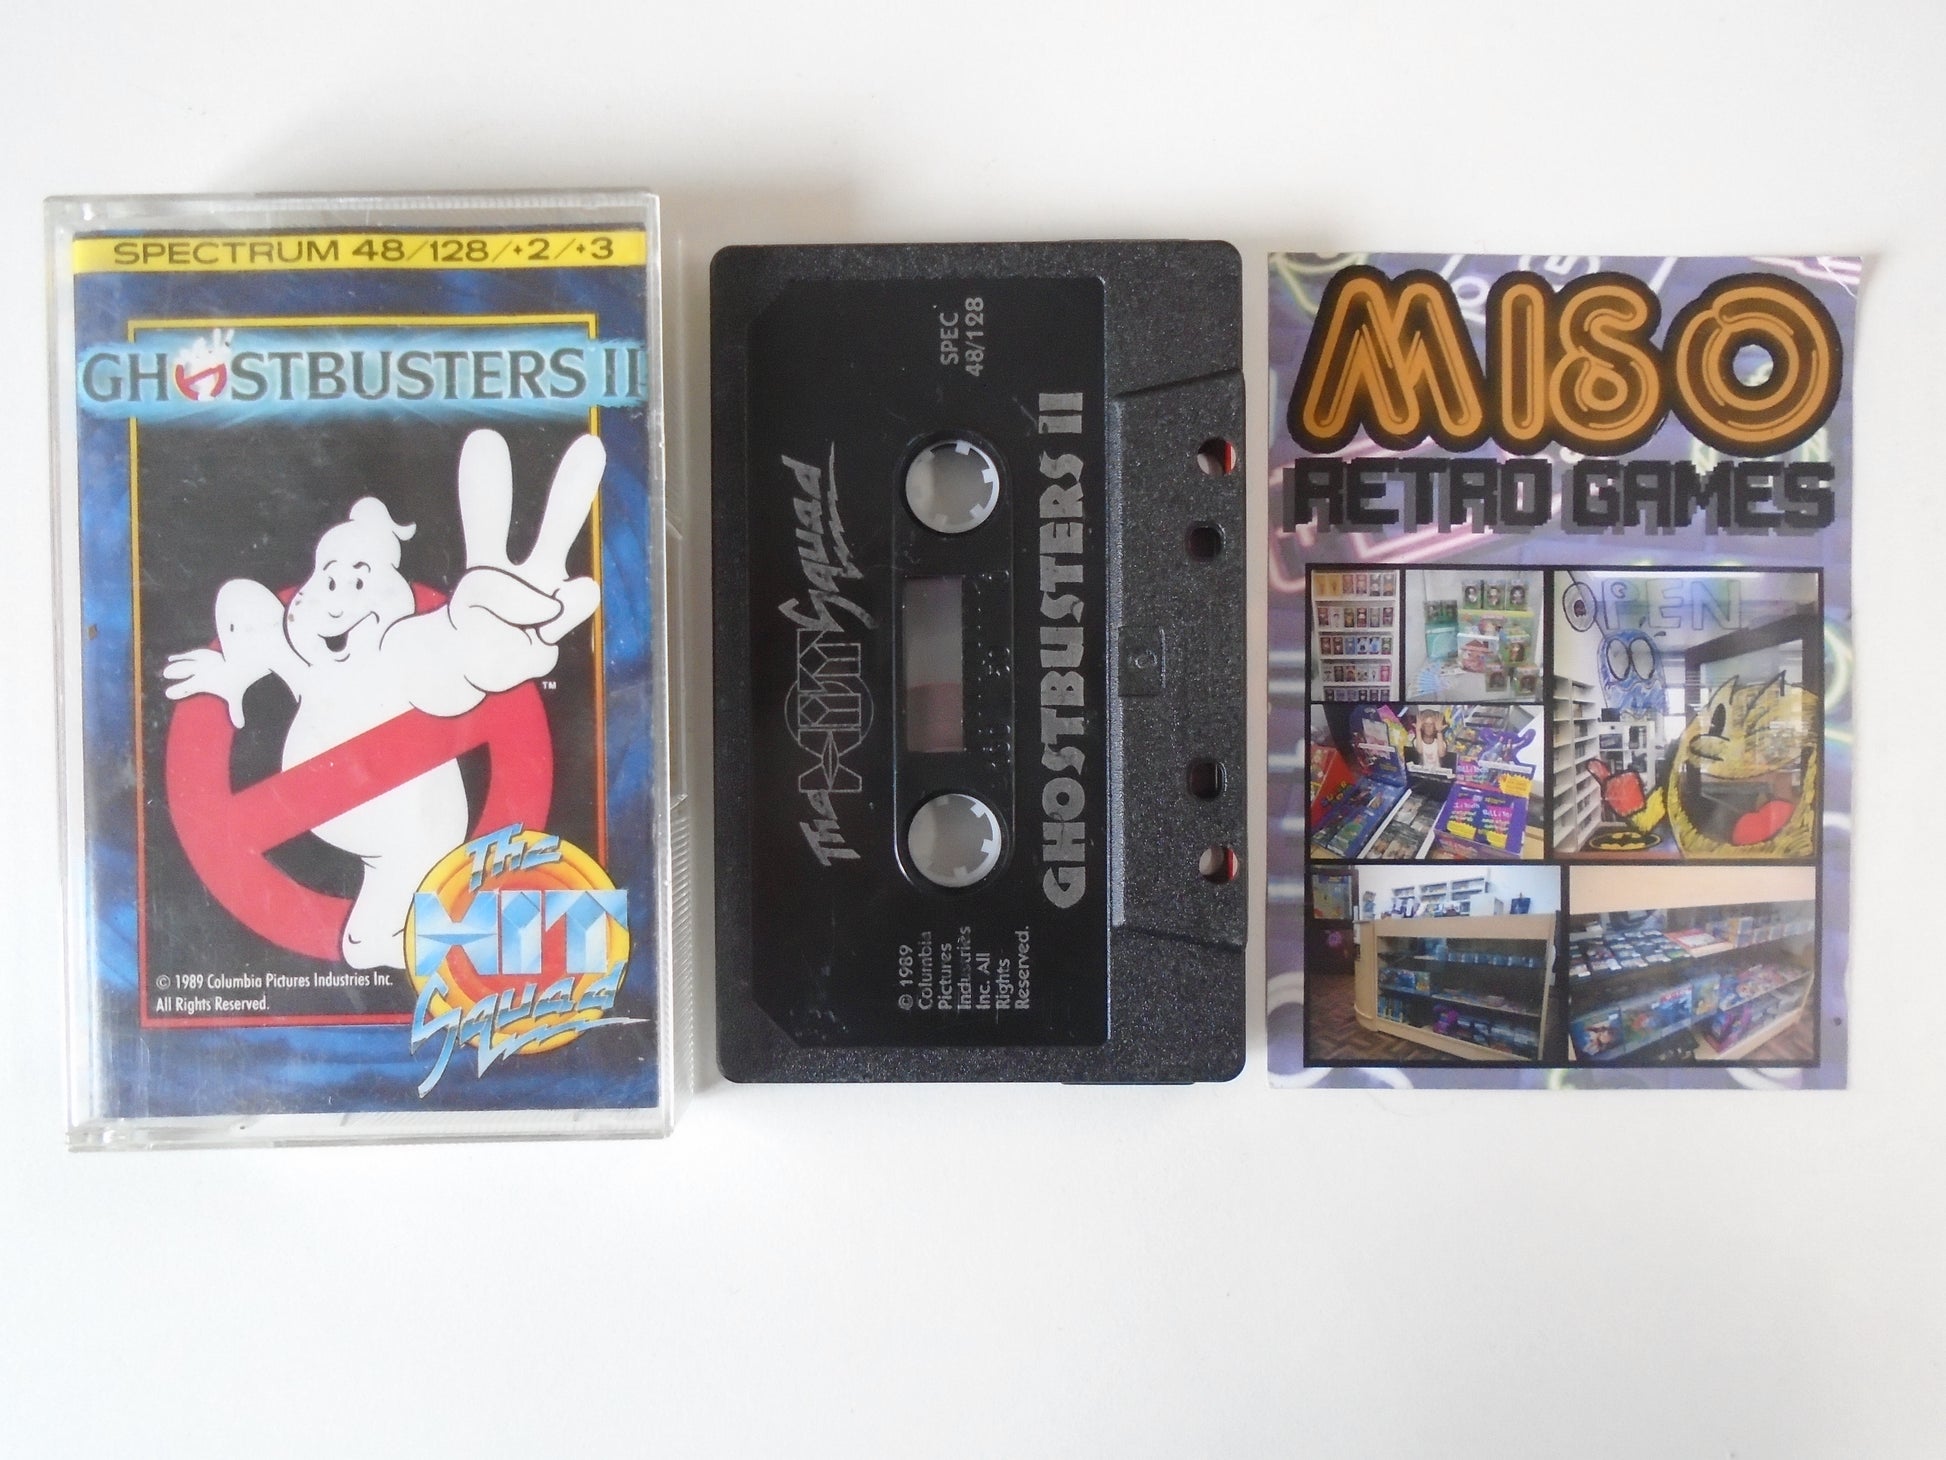 SPECTRUM 48/128/+2/+3
GHOSTBUSTERS II
TM
The
HIT
Squad
© 1989 Columbia Pictures Industries Inc.
All Rights Reserved.
SPEC
48/128
The HIT Squad
GHOSTBUSTERS II
© 1989
Columbia
Pictures
Industries
Inc. All
Rights
Reserved.
MISO
RETRO GAMES
OPEN